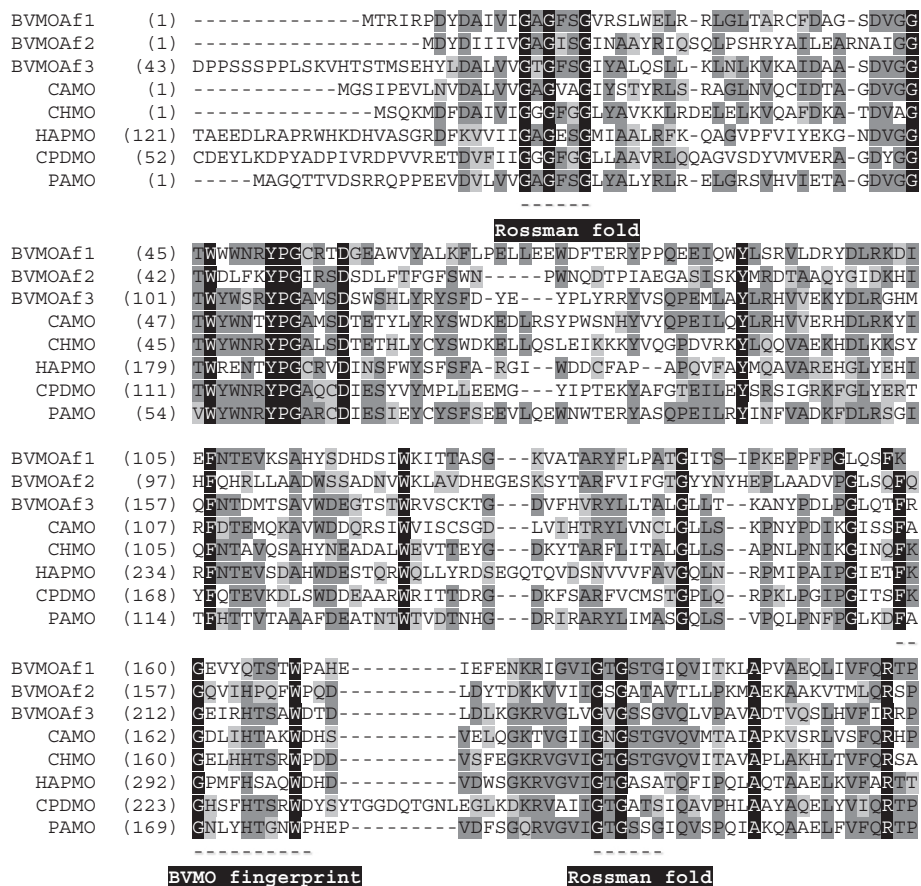 BVMOAf1 (1) ---------------MTRIRPDYDAIVIGAGFSGVRSLWELR-RLGLTARCFDAG-SDVGG
BVMOAf2 (1) --------------------MDYDIIIVGAGISGINAAYRIQSQLPSHRYAILEARNAIGG
BVMOAf3 (43) DPPSSSPPLSKVHTSTMSEHYLDALVVGTGFSGIYALQSLL-KLNLKVKAIDAA-SDVGG
CAMO (1) -----------MGSIPEVLNVDALVVGAGVAGIYSTYRLS-RAGLNVQCIDTA-GDVGG
CHMO (1) ----------------MSQKMDFDAIVIGGGFGGLYAVKKLRDELELKVQAFDKA-TDVAG
HAPMO (121) TAEEDLRAPRWHKDHVASGRDFKVVIIGAGESGMIAALRFK-QAGVPFVIYEKG-NDVGG
CPDMO (52) CDEYLKDPYADPIVRDPVVRETDVFIIGGGFGGLLAAVRLQQAGVSDYVMVERA-GDYGG
PAMO (1) -----MAGQTTVDSRRQPPEEVDVLVVGAGFSGLYALYRLR-ELGRSVHVIETA-GDVGG
------
Rossman fold
BVMOAf1 (45) TWWWNRYPGCRTDGEAWVYALKFLPELLEEWDFTERYPPQEEIQWYLSRVLDRYDLRKDI
BVMOAf2 (42) TWDLFKYPGIRSDSDLFTFGFSWN-----PWNQDTPIAEGASISKYMRDTAAQYGIDKHI
BVMOAf3 (101) TWYWSRYPGAMSDSWSHLYRYSFD-YE---YPLYRRYVSQPEMLAYLRHVVEKYDLRGHM
CAMO (47) TWYWNTYPGAMSDTETYLYRYSWDKEDLRSYPWSNHYVYQPEILQYLRHVVERHDLRKYI
CHMO (45) TWYWNRYPGALSDTETHLYCYSWDKELLQSLEIKKKYVQGPDVRKYLQQVAEKHDLKKSY
HAPMO (179) TWRENTYPGCRVDINSFWYSFSFA-RGI--WDDCFAP--APQVFAYMQAVAREHGLYEHI
CPDMO (111) TWYWNRYPGAQCDIESYVYMPLLEEMG---YIPTEKYAFGTEILEYSRSIGRKFGLYERT
PAMO (54) VWYWNRYPGARCDIESIEYCYSFSEEVLQEWNWTERYASQPEILRYINFVADKFDLRSGI
BVMOAf1 (105) EFNTEVKSAHYSDHDSIWKITTASG---KVATARYFLPATGITS-IPKEPPFPGLQSFK
BVMOAf2 (97) HFQHRLLAADWSSADNVWKLAVDHEGESKSYTARFVIFGTGYYNYHEPLAADVPGLSQFQ
BVMOAf3 (157) QFNTDMTSAVWDEGTSTWRVSCKTG---DVFHVRYLLTALGLLT--KANYPDLPGLQTFR
CAMO (107) RFDTEMQKAVWDDQRSIWVISCSGD---LVIHTRYLVNCLGLLS--KPNYPDIKGISSFA
CHMO (105) QFNTAVQSAHYNEADALWEVTTEYG---DKYTARFLITALGLLS--APNLPNIKGINQFK
HAPMO (234) RFNTEVSDAHWDESTQRWQLLYRDSEGQTQVDSNVVVFAVGQLN--RPMIPAIPGIETFK
CPDMO (168) YFQTEVKDLSWDDEAARWRITTDRG---DKFSARFVCMSTGPLQ--RPKLPGIPGITSFK
PAMO (114) TFHTTVTAAAFDEATNTWTVDTNHG---DRIRARYLIMASGQLS--VPQLPNFPGLKDFA
--
BVMOAf1 (160) GEVYQTSTWPAHE----------IEFENKRIGVIGTGSTGIQVITKLAPVAEQLIVFQRTP
BVMOAf2 (157) GQVIHPQFWPQD-----------LDYTDKKVVIIGSGATAVTLLPKMAEKAAKVTMLQRSP
BVMOAf3 (212) GEIRHTSAWDTD-----------LDLKGKRVGLVGVGSSGVQLVPAVADTVQSLHVFIRRP
CAMO (162) GDLIHTAKWDHS-----------VELQGKTVGIIGNGSTGVQVMTAIAPKVSRLVSFQRHP
CHMO (160) GELHHTSRWPDD-----------VSFEGKRVGVIGTGSTGVQVITAVAPLAKHLTVFQRSA
HAPMO (292) GPMFHSAQWDHD-----------VDWSGKRVGVIGTGASATQFIPQLAQTAAELKVFARTT
CPDMO (223) GHSFHTSRWDYSYTGGDQTGNLEGLKDKRVAIIGTGATSIQAVPHLAAYAQELYVIQRTP
PAMO (169) GNLYHTGNWPHEP----------VDFSGQRVGVIGTGSSGIQVSPQIAKQAAELFVFQRTP
---------- ------
BVMO fingerprint Rossman fold